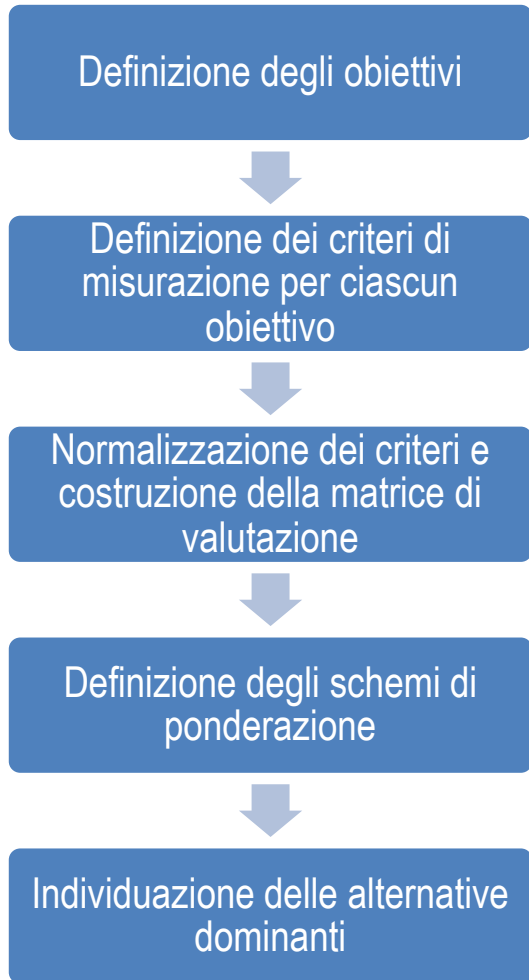 Definizione degli obiettivi
Definizione dei criteri di
misurazione per ciascun
obiettivo
Normalizzazione dei criteri e
costruzione della matrice di
valutazione
Definizione degli schemi di
ponderazione
Individuazione delle alternative
dominanti